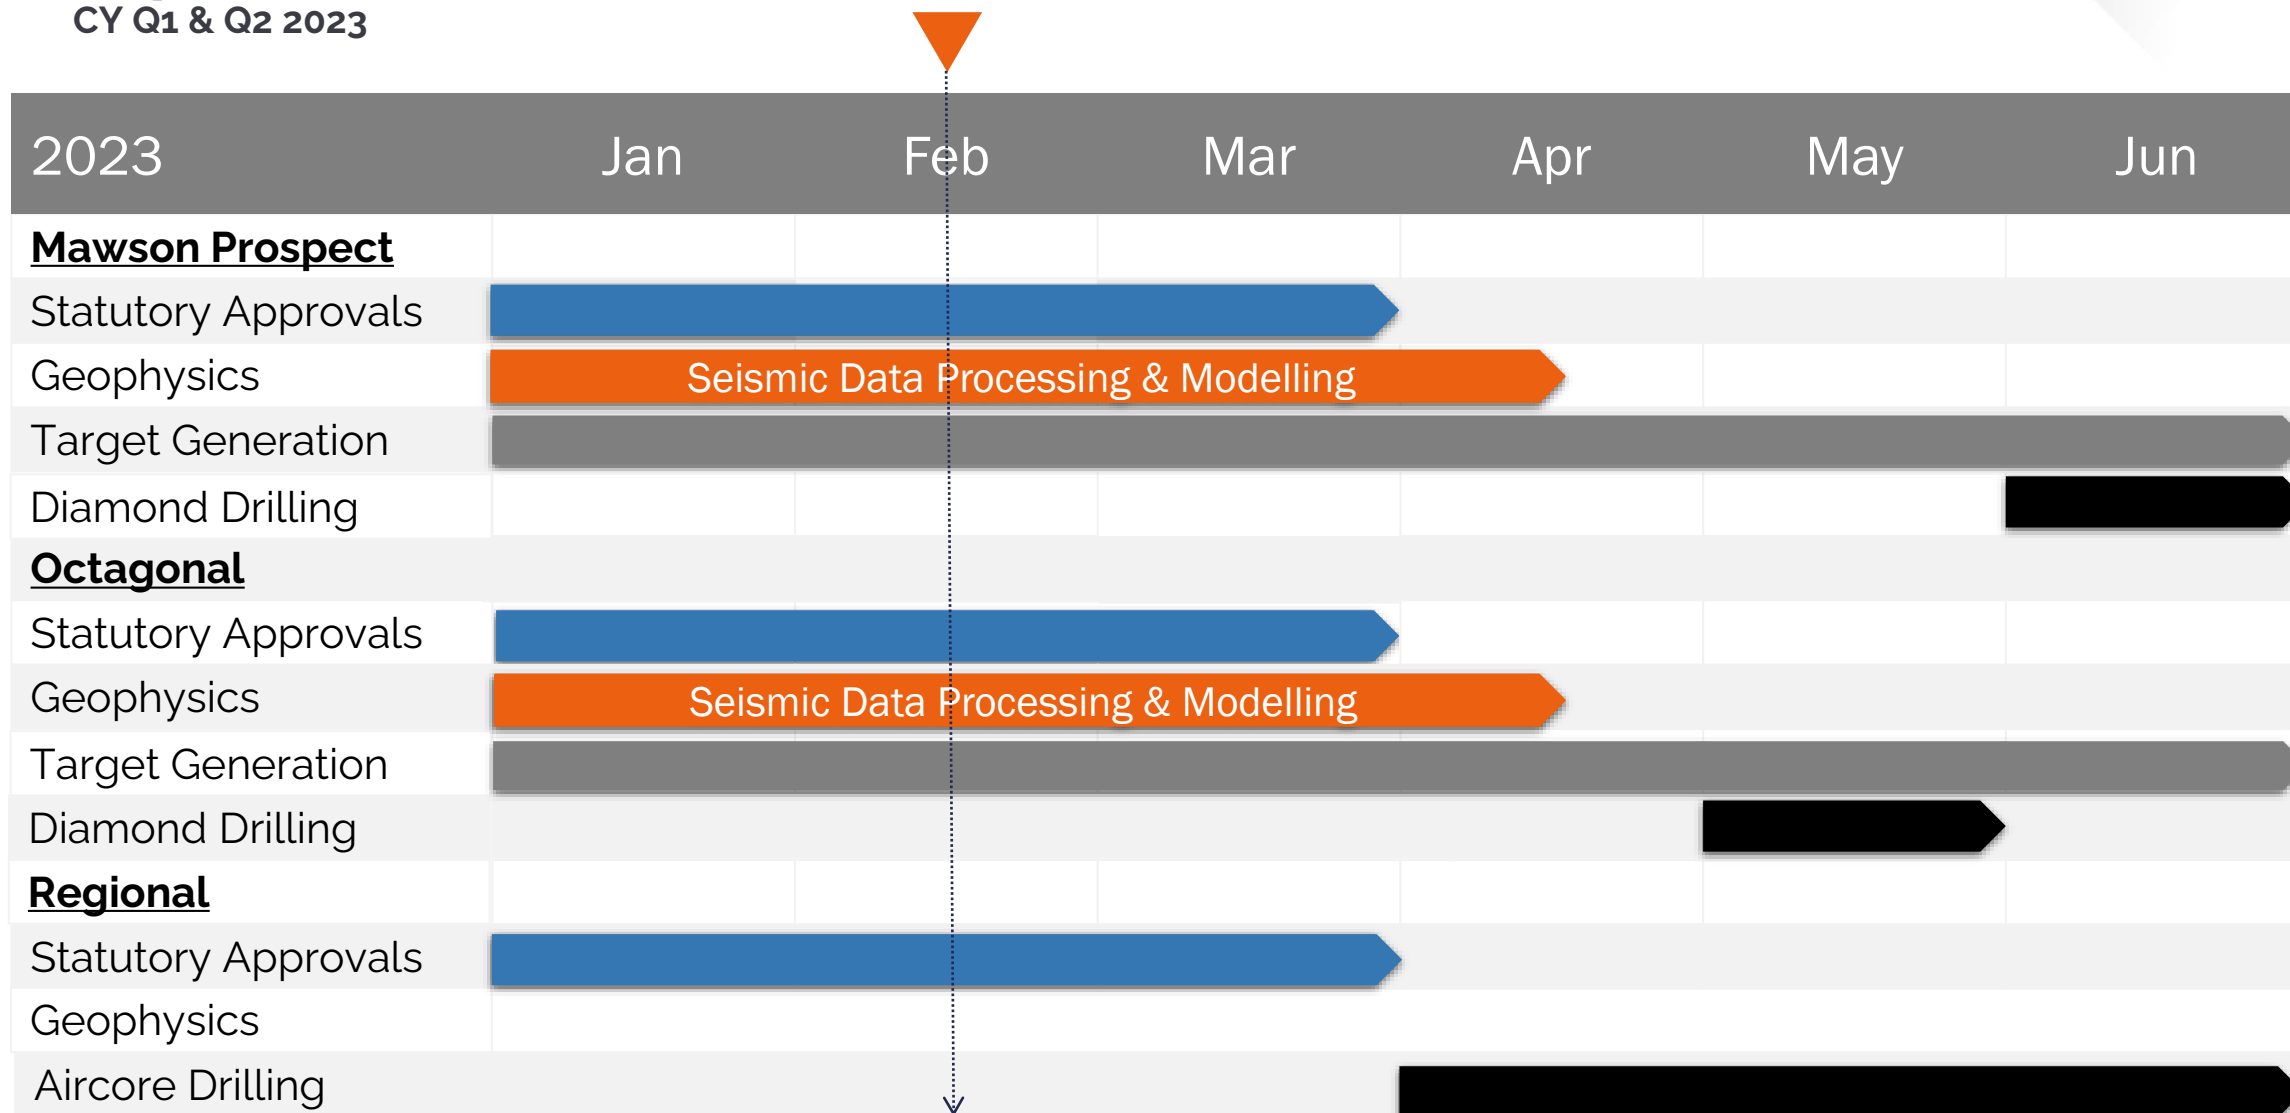 CY Q1 & Q2 2023
2023 Jan Feb Mar Apr May Jun
Mawson Prospect
Statutory Approvals
Geophysics Seismic Data Processing & Modelling
Target Generation
Diamond Drilling
Octagonal
Statutory Approvals
Geophysics Seismic Data Processing & Modelling
Target Generation
Diamond Drilling
Regional
Statutory Approvals
Geophysics
Aircore Drilling